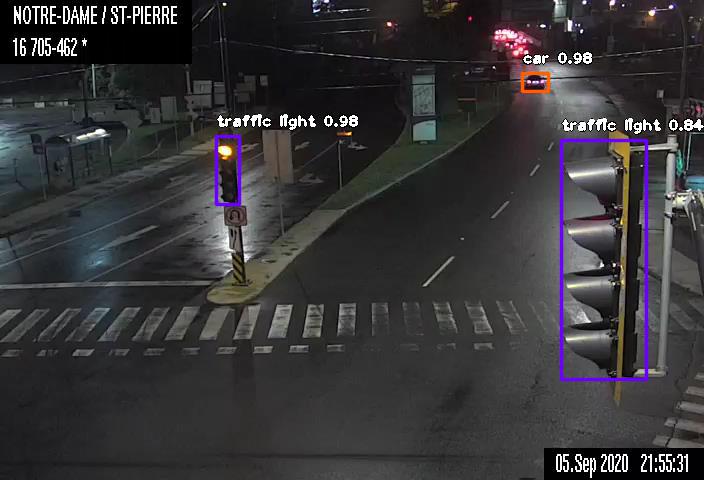 NOTRE-DAME / ST-PIERRE
16 705-462 *
car 0.98
traffic light 0.98
traffic light 0.84
05.Sep 2020 21:55:31